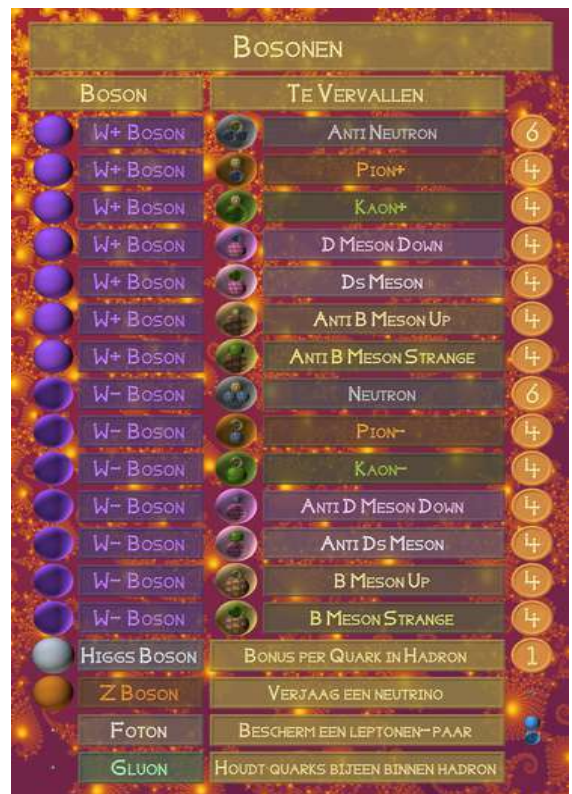 Bosonen
Boson Te Vervallen
W+ Boson Anti Neutron 6
W+ Boson Pion+ 4
W+ Boson Kaon+ 4
W+ Boson D Meson Down 4
W+ Boson Ds Meson 4
W+ Boson Anti B Meson Up 4
W+ Boson Anti B Meson Strange 4
W- Boson Neutron 6
W- Boson Pion- 4
W- Boson Kaon- 4
W- Boson Anti D Meson Down 4
W- Boson Anti Ds Meson 4
W- Boson B Meson Up 4
W- Boson B Meson Strange 4
Higgs Boson Bonus per Quark in Hadron 1
Z Boson Verjaag een neutrino
Foton Bescherm een leptonen-paar
Gluon Houdt quarks bijeen binnen hadron